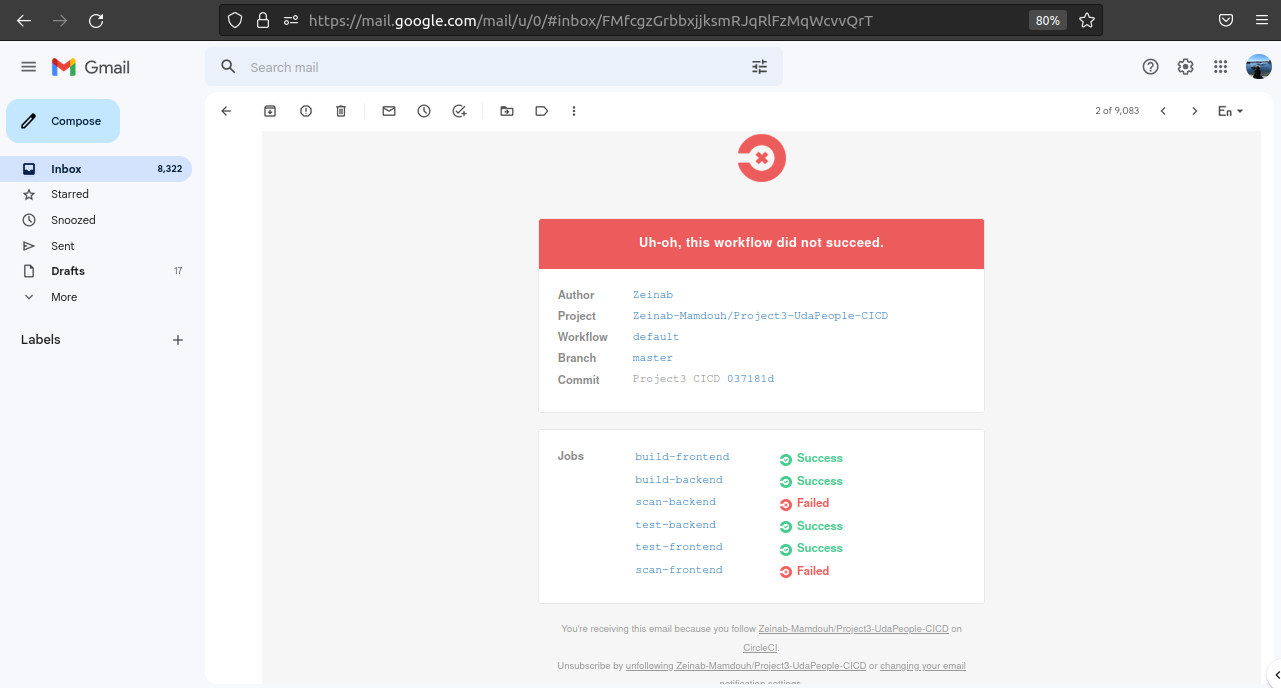 https://mail.google.com/mail/u/0/#inbox/FMfcgzGrbbxjjksmRJqRlFzMqWcvvQrT 80%
Gmail Search mail
Compose 2 of 9,083 En
Inbox 8,322
Starred
Snoozed
Sent
Drafts 17
More
Labels
Uh-oh, this workflow did not succeed.
Author Zeinab
Project Zeinab-Mamdouh/Project3-UdaPeople-CICD
Workflow default
Branch master
Commit Project3 CICD 037181d
Jobs build-frontend Success
build-backend Success
scan-backend Failed
test-backend Success
test-frontend Success
scan-frontend Failed
You're receiving this email because you follow Zeinab-Mamdouh/Project3-UdaPeople-CICD on
CircleCI.
Unsubscribe by unfollowing Zeinab-Mamdouh/Project3-UdaPeople-CICD or changing your email
notification settings.